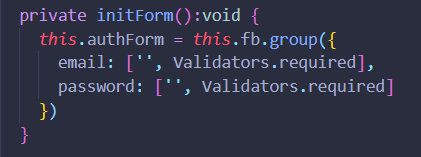 private initForm():void {
this.authForm = this.fb.group({
email: ['', Validators.required],
password: ['', Validators.required]
})
}